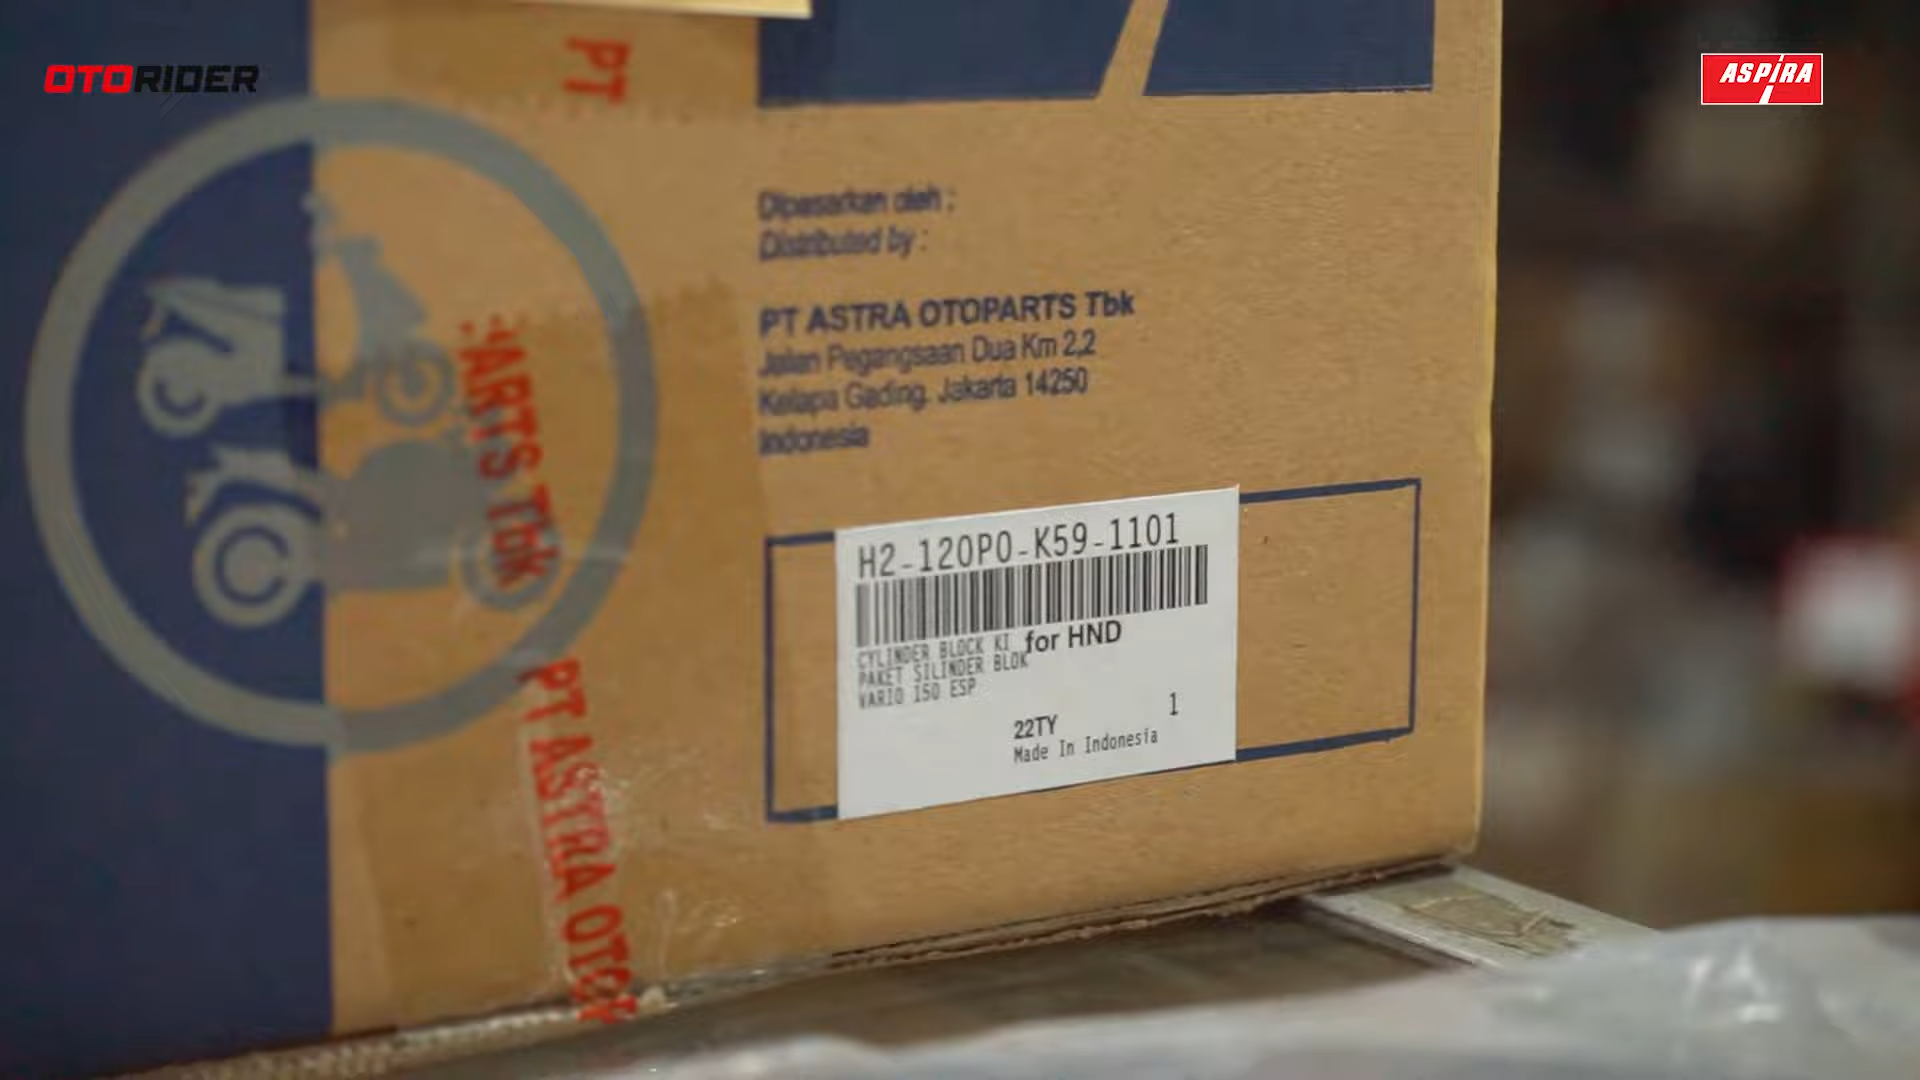 OTORIDER
ASPIRA
PT
Dipasarkan oleh :
Distributed by :
PT ASTRA OTOPARTS Tbk
Jalan Pegangsaan Dua Km 2,2
Kelapa Gading, Jakarta 14250
Indonesia
ARTS Tbk
PT ASTRA OTOP
H2-120P0-K59-1101
CYLINDER BLOCK KI for HND
PAKET SILINDER BLOK
VARIO 150 ESP
22TY 1
Made In Indonesia